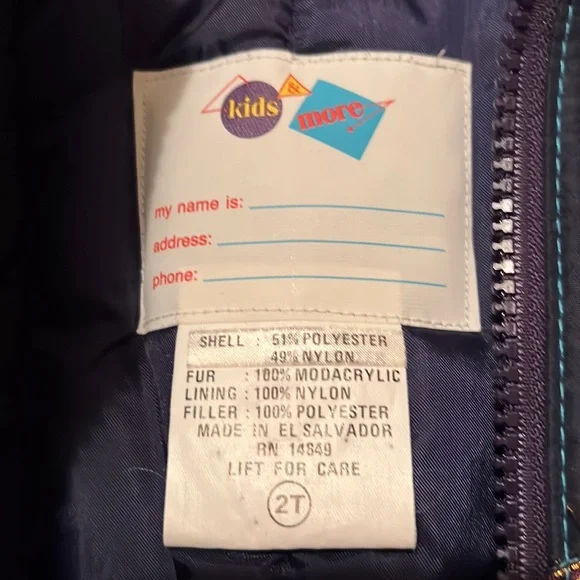 kids & more
my name is:
address:
phone:
SHELL : 51% POLYESTER
49% NYLON
FUR : 100% MODACRYLIC
LINING : 100% NYLON
FILLER : 100% POLYESTER
MADE IN EL SALVADOR
RN 14849
LIFT FOR CARE
2T